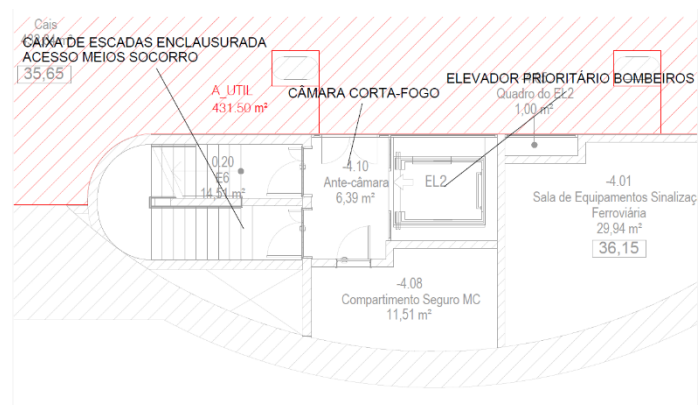 Cais
CAIXA DE ESCADAS ENCLAUSURADA
ACESSO MEIOS SOCORRO
35,65
A_UTIL
431.50 m²
CÂMARA CORTA-FOGO
ELEVADOR PRIORITÁRIO BOMBEIROS
Quadro do EL2
1,00 m²
0.20
E6
14,51 m²
-4.10
Ante-câmara
6,39 m²
EL2
-4.01
Sala de Equipamentos Sinalizaç
Ferroviária
29,94 m²
36,15
-4.08
Compartimento Seguro MC
11,51 m²